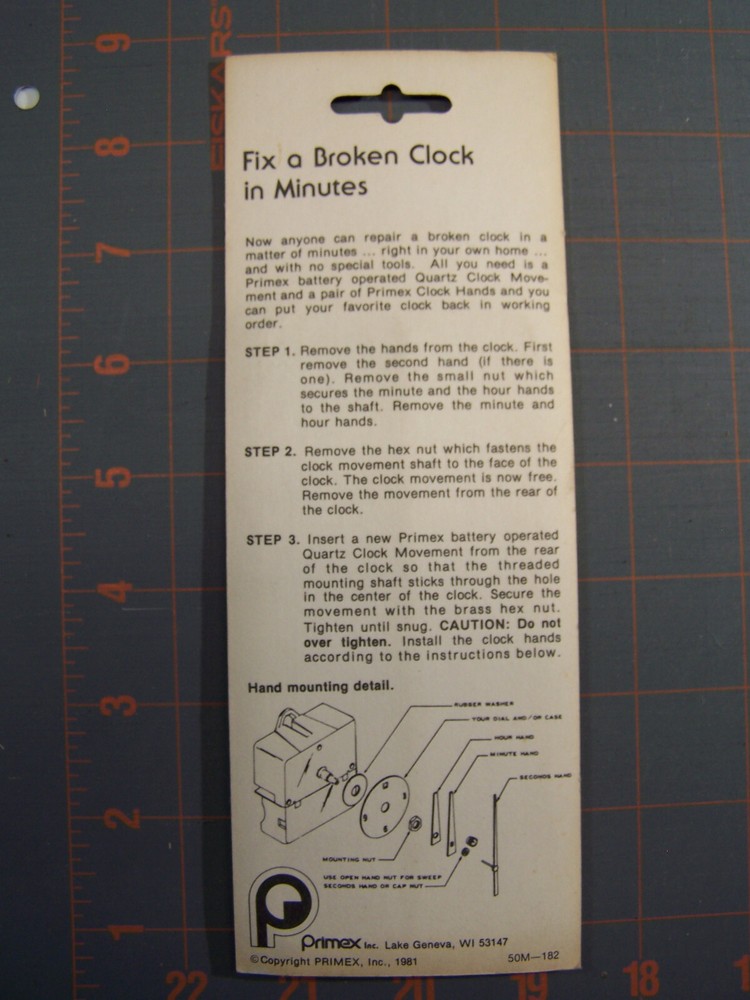 Fix a Broken Clock
in Minutes
Now anyone can repair a broken clock in a
matter of minutes ... right in your own home ...
and with no special tools. All you need is a
Primex battery operated Quartz Clock Move-
ment and a pair of Primex Clock Hands and you
can put your favorite clock back in working
order.
STEP 1. Remove the hands from the clock. First
remove the second hand (if there is
one). Remove the small nut which
secures the minute and the hour hands
to the shaft. Remove the minute and
hour hands.
STEP 2. Remove the hex nut which fastens the
clock movement shaft to the face of the
clock. The clock movement is now free.
Remove the movement from the rear of
the clock.
STEP 3. Insert a new Primex battery operated
Quartz Clock Movement from the rear
of the clock so that the threaded
mounting shaft sticks through the hole
in the center of the clock. Secure the
movement with the brass hex nut.
Tighten until snug. CAUTION: Do not
over tighten. Install the clock hands
according to the instructions below.
Hand mounting detail.
RUBBER WASHER
YOUR DIAL AND/OR CASE
HOUR HAND
MINUTE HAND
SECONDS HAND
MOUNTING NUT
USE OPEN HAND NUT FOR SWEEP
SECONDS HAND OR CAP NUT
Primex Inc. Lake Geneva, WI 53147
©Copyright PRIMEX, Inc., 1981 50M—182
FISKARS
9
8
7
6
5
4
3
2
1
22 21 20 19 18